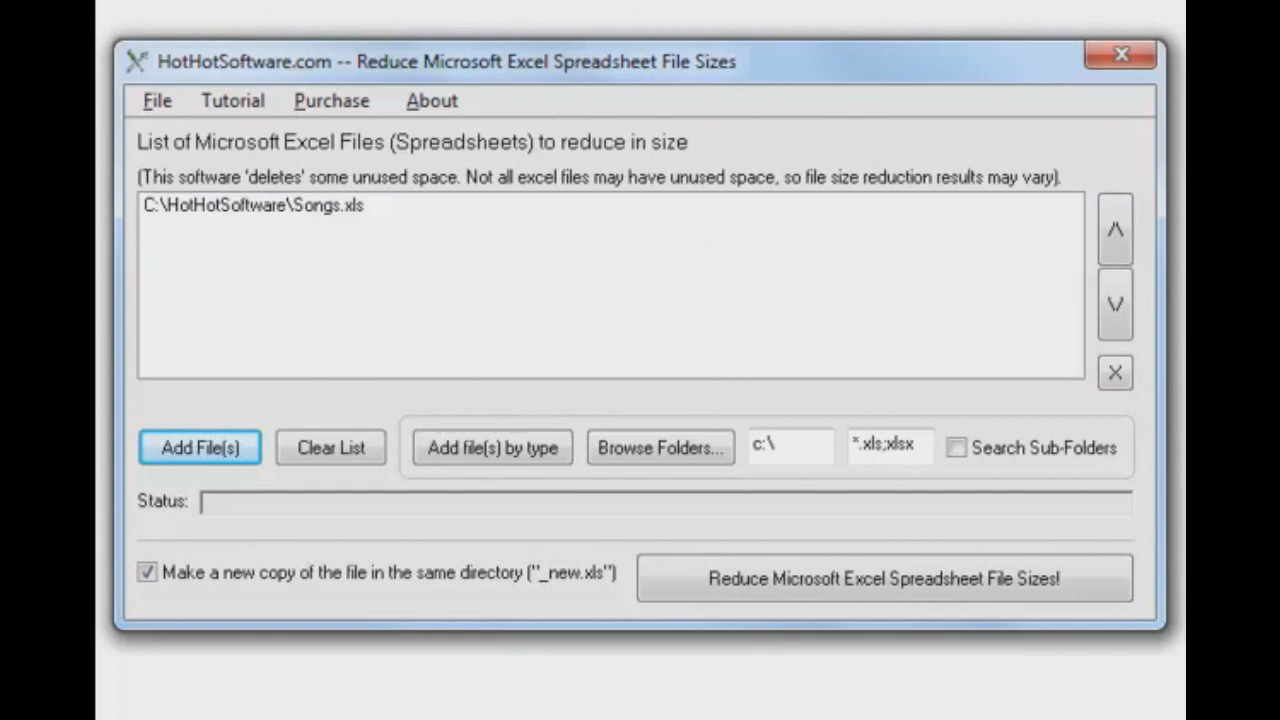 HotHotSoftware.com -- Reduce Microsoft Excel Spreadsheet File Sizes
X
File Tutorial Purchase About
List of Microsoft Excel Files (Spreadsheets) to reduce in size
(This software 'deletes' some unused space. Not all excel files may have unused space, so file size reduction results may vary).
C:\HotHotSoftware\Songs.xls
/\
\/
X
Add File(s) Clear List Add file(s) by type Browse Folders... c:\ *.xls;xlsx Search Sub-Folders
Status:
Make a new copy of the file in the same directory ("_new.xls") Reduce Microsoft Excel Spreadsheet File Sizes!